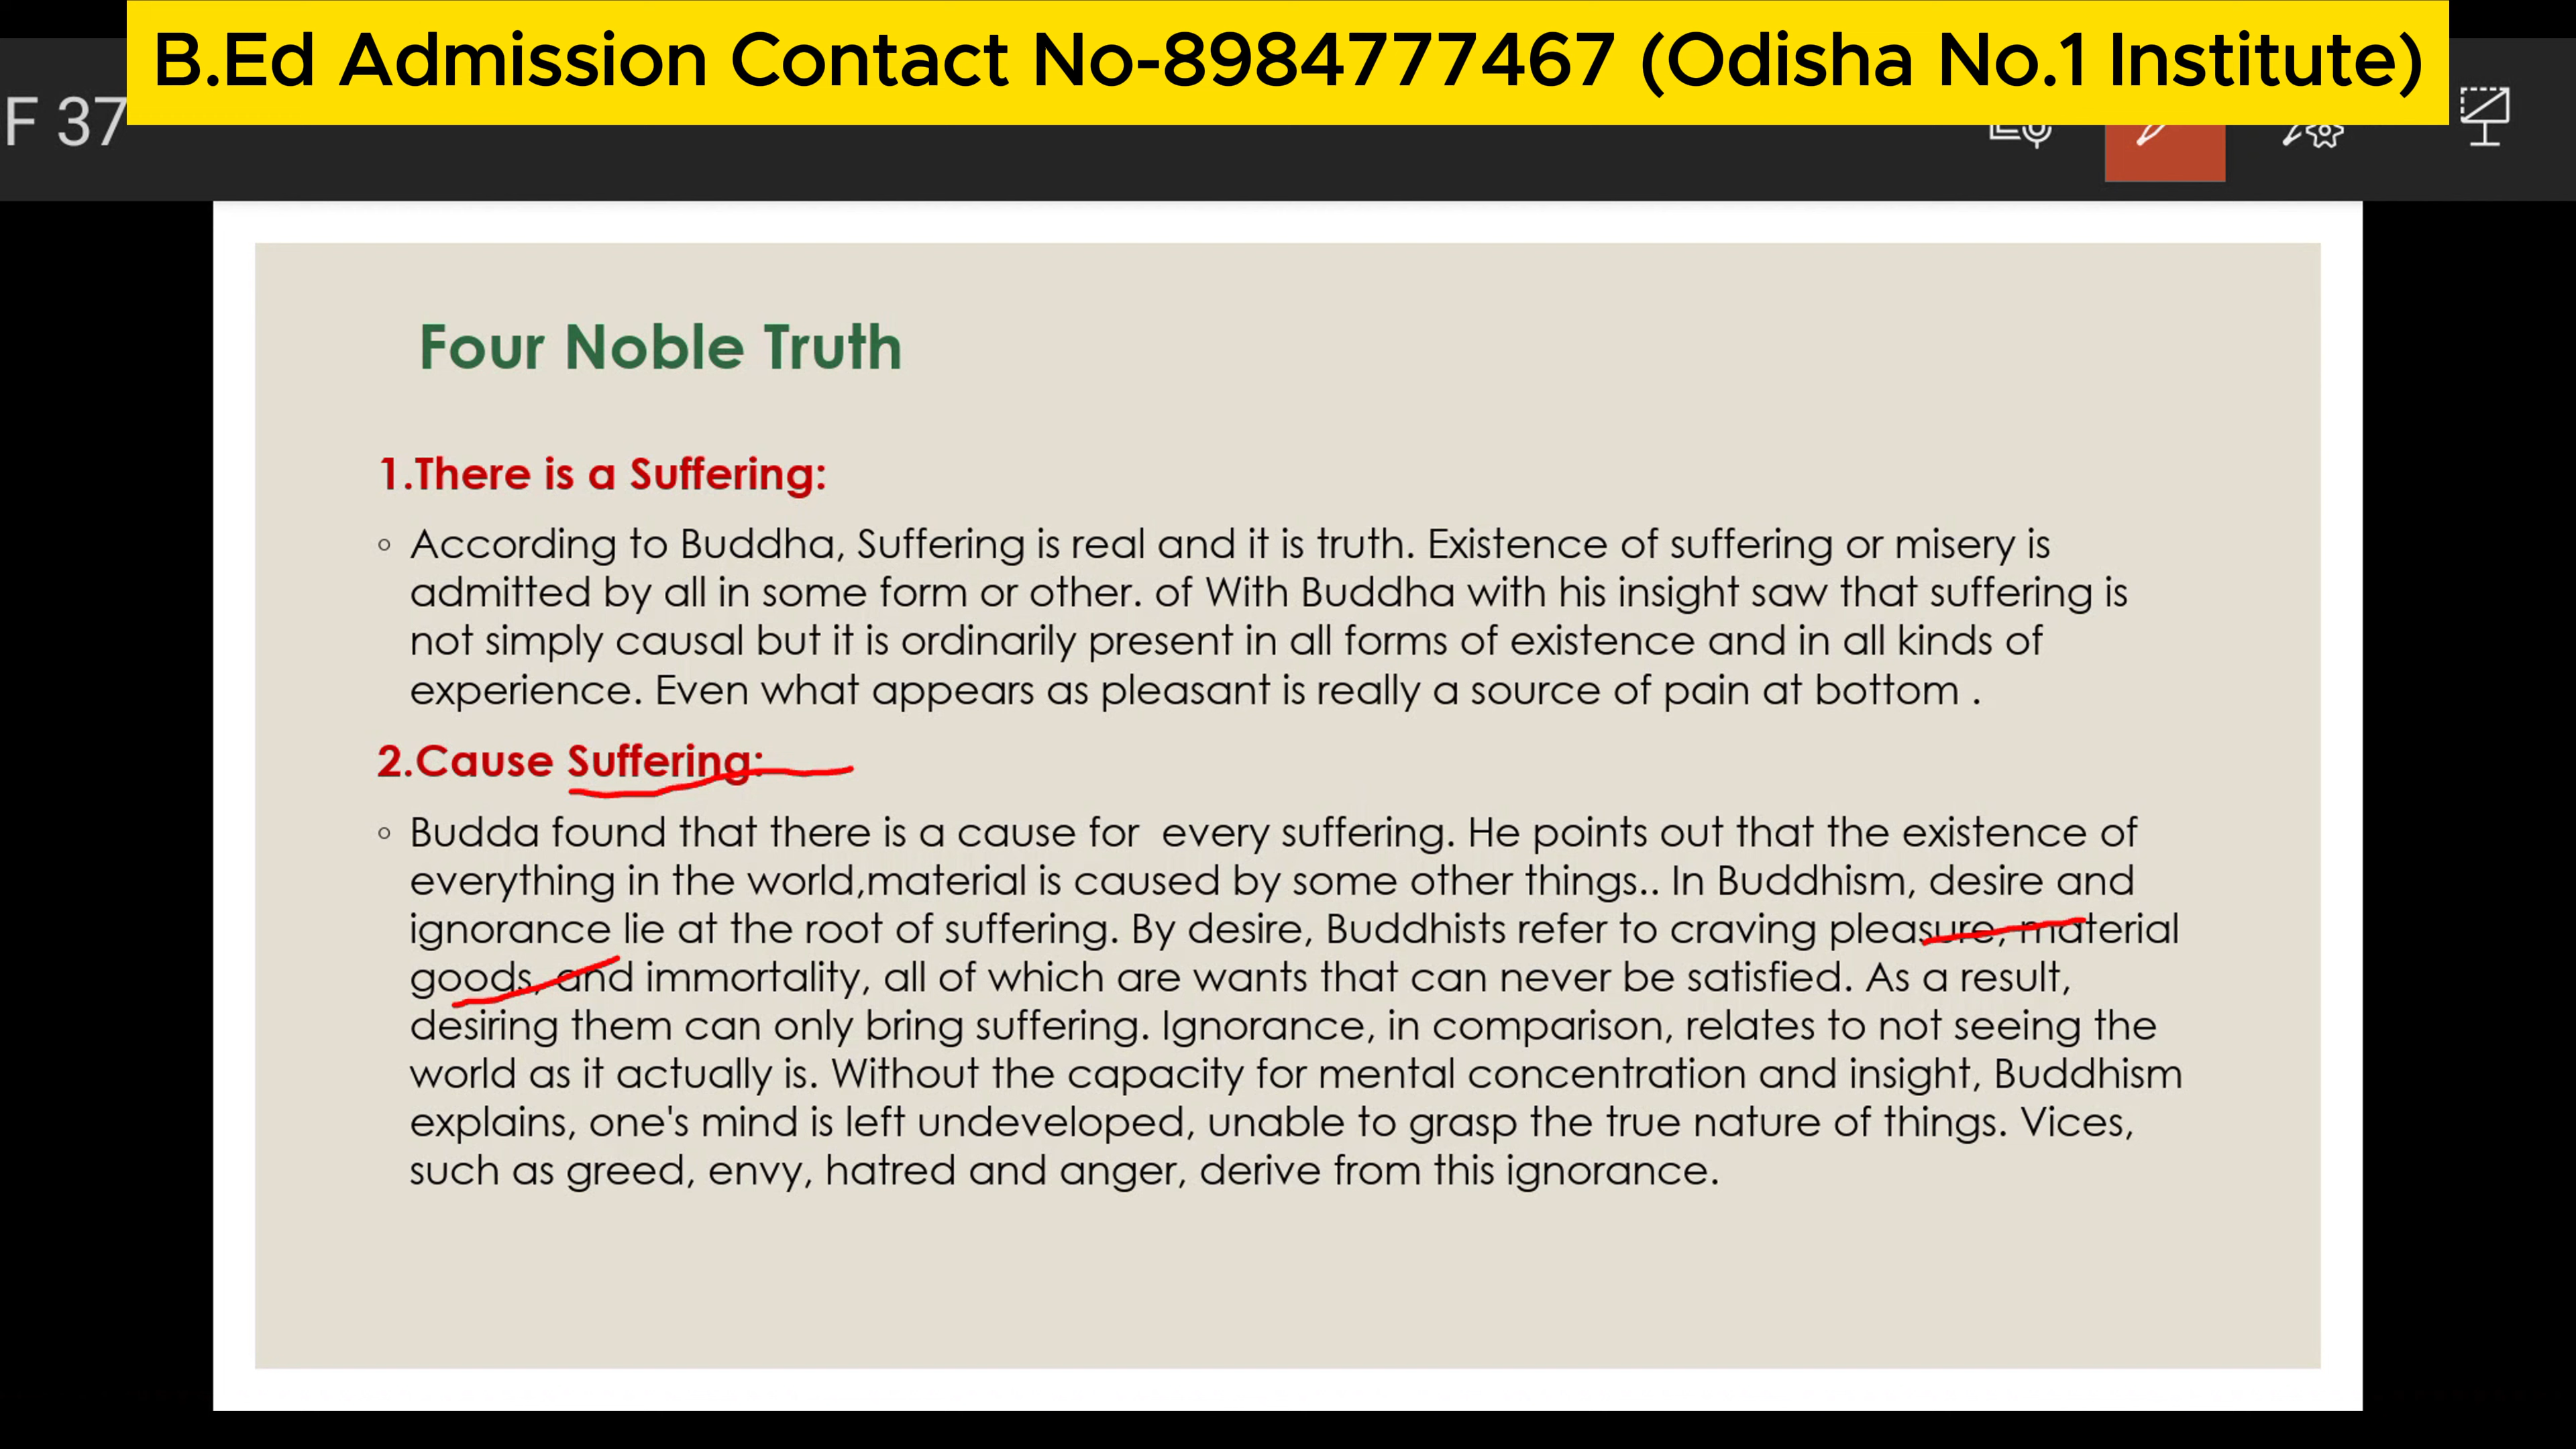 B.Ed Admission Contact No-8984777467 (Odisha No.1 Institute)
F 37
Four Noble Truth
1.There is a Suffering:
◦ According to Buddha, Suffering is real and it is truth. Existence of suffering or misery is
admitted by all in some form or other. of With Buddha with his insight saw that suffering is
not simply causal but it is ordinarily present in all forms of existence and in all kinds of
experience. Even what appears as pleasant is really a source of pain at bottom .
2.Cause Suffering:
◦ Budda found that there is a cause for  every suffering. He points out that the existence of
everything in the world,material is caused by some other things.. In Buddhism, desire and
ignorance lie at the root of suffering. By desire, Buddhists refer to craving pleasure, material
goods, and immortality, all of which are wants that can never be satisfied. As a result,
desiring them can only bring suffering. Ignorance, in comparison, relates to not seeing the
world as it actually is. Without the capacity for mental concentration and insight, Buddhism
explains, one's mind is left undeveloped, unable to grasp the true nature of things. Vices,
such as greed, envy, hatred and anger, derive from this ignorance.